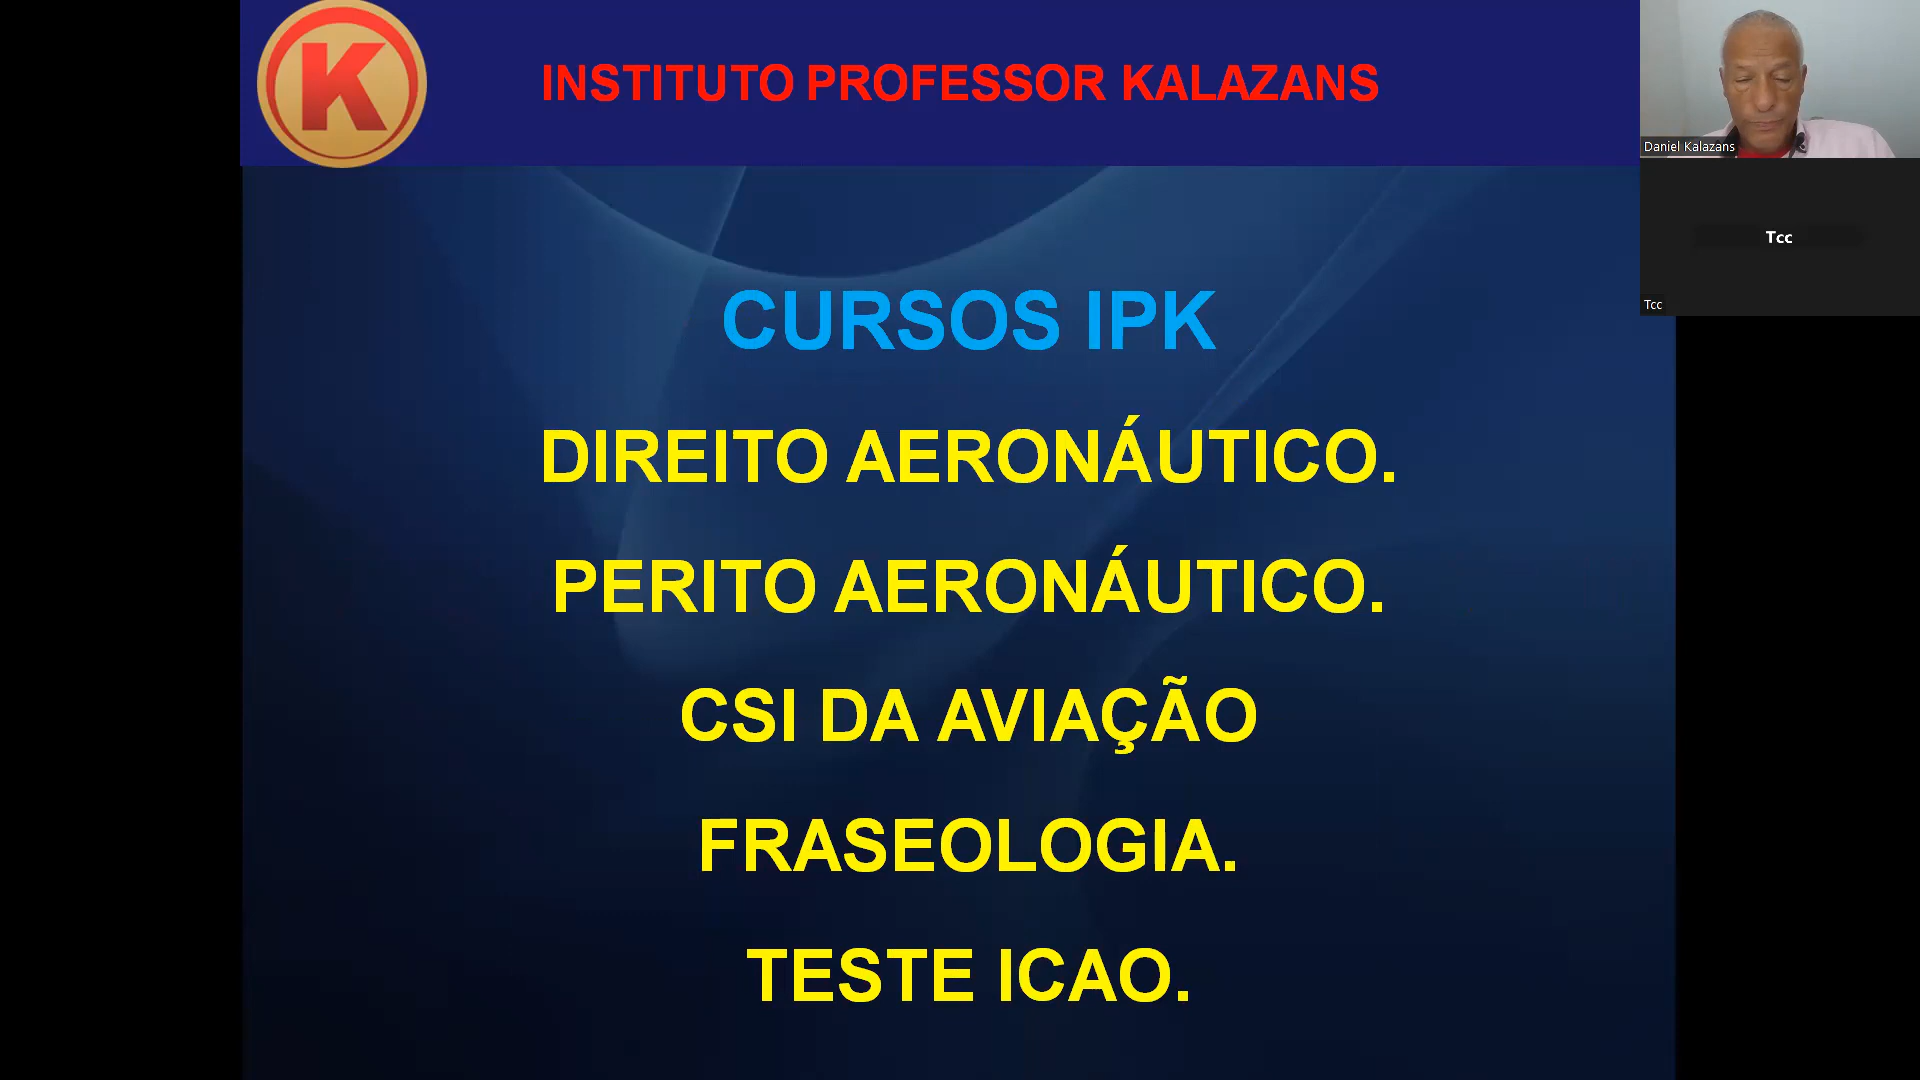 K
INSTITUTO PROFESSOR KALAZANS
Daniel Kalazans
Tcc
Tcc
CURSOS IPK
DIREITO AERONÁUTICO.
PERITO AERONÁUTICO.
CSI DA AVIAÇÃO
FRASEOLOGIA.
TESTE ICAO.